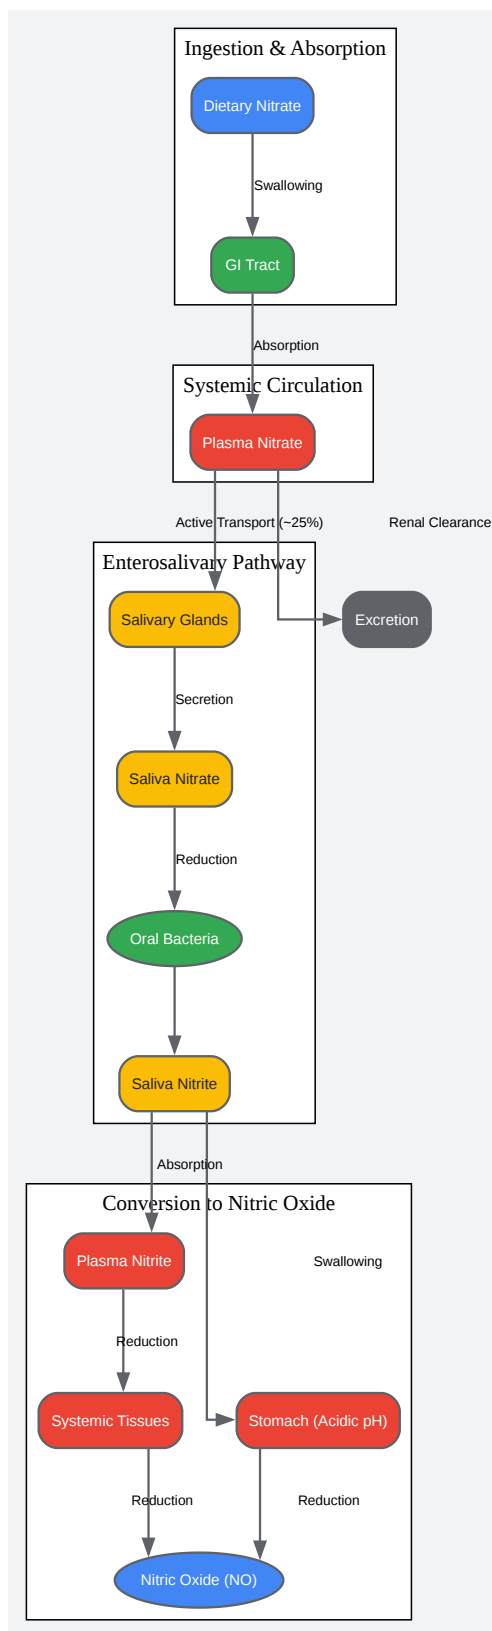 Ingestion & Absorption
Dietary Nitrate
Swallowing
GI Tract
Absorption
Systemic Circulation
Plasma Nitrate
Active Transport (~25%)
Renal Clearance
Enterosalivary Pathway
Salivary Glands
Excretion
Secretion
Saliva Nitrate
Reduction
Oral Bacteria
Saliva Nitrite
Absorption
Conversion to Nitric Oxide
Plasma Nitrite
Swallowing
Reduction
Systemic Tissues
Stomach (Acidic pH)
Reduction
Reduction
Nitric Oxide (NO)